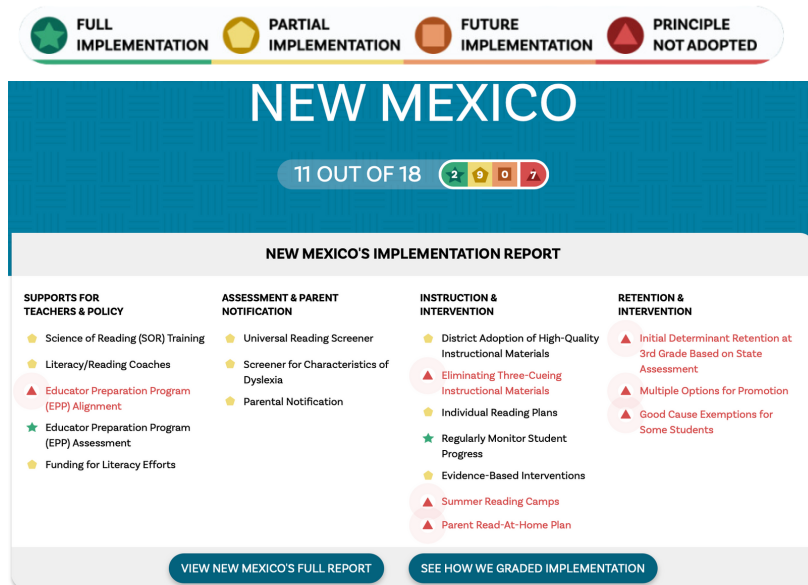 FULL
IMPLEMENTATION
PARTIAL
IMPLEMENTATION
FUTURE
IMPLEMENTATION
PRINCIPLE
NOT ADOPTED
NEW MEXICO
11 OUT OF 18 2 9 0 7
NEW MEXICO'S IMPLEMENTATION REPORT
SUPPORTS FOR
TEACHERS & POLICY
Science of Reading (SOR) Training
Literacy/Reading Coaches
Educator Preparation Program
(EPP) Alignment
Educator Preparation Program
(EPP) Assessment
Funding for Literacy Efforts
ASSESSMENT & PARENT
NOTIFICATION
Universal Reading Screener
Screener for Characteristics of
Dyslexia
Parental Notification
INSTRUCTION &
INTERVENTION
District Adoption of High-Quality
Instructional Materials
Eliminating Three-Cueing
Instructional Materials
Individual Reading Plans
Regularly Monitor Student
Progress
Evidence-Based Interventions
Summer Reading Camps
Parent Read-At-Home Plan
RETENTION &
INTERVENTION
Initial Determinant Retention at
3rd Grade Based on State
Assessment
Multiple Options for Promotion
Good Cause Exemptions for
Some Students
VIEW NEW MEXICO'S FULL REPORT
SEE HOW WE GRADED IMPLEMENTATION